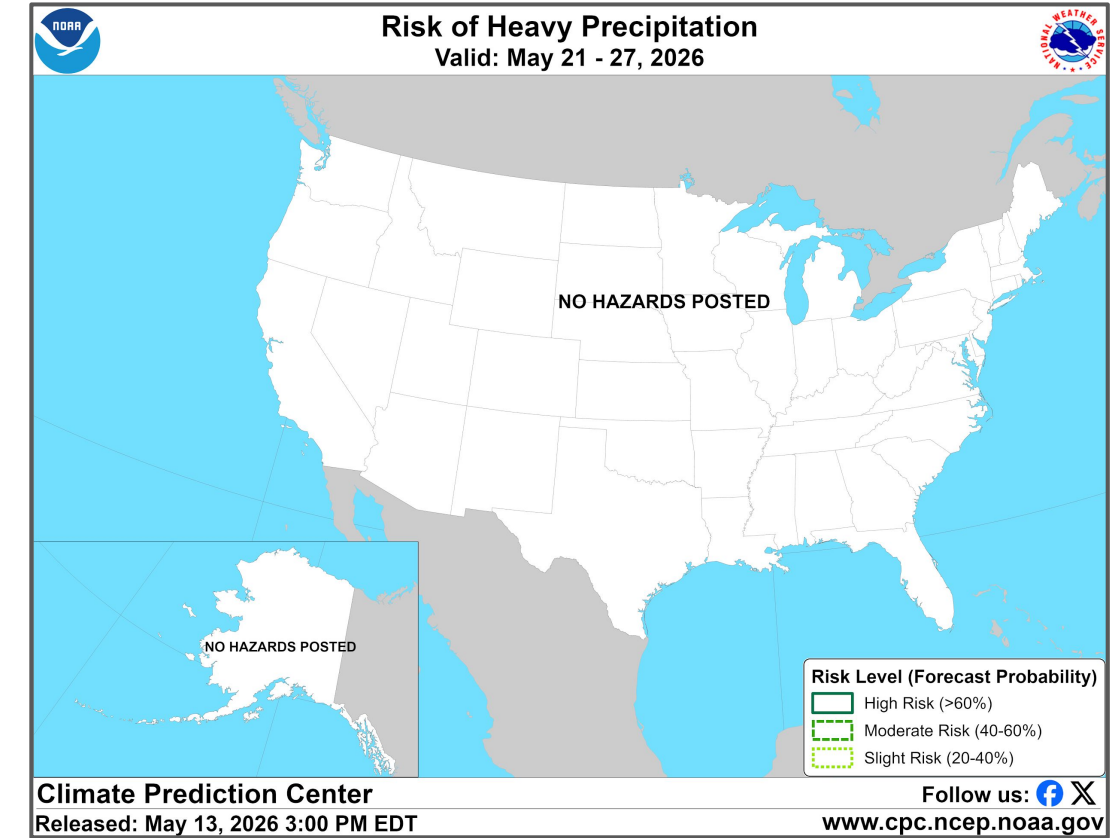 NOAA
Risk of Heavy Precipitation
Valid: May 21 - 27, 2026
NATIONAL WEATHER SERVICE
NO HAZARDS POSTED
NO HAZARDS POSTED
Risk Level (Forecast Probability)
High Risk (>60%)
Moderate Risk (40-60%)
Slight Risk (20-40%)
Climate Prediction Center
Follow us:
Released: May 13, 2026 3:00 PM EDT
www.cpc.ncep.noaa.gov